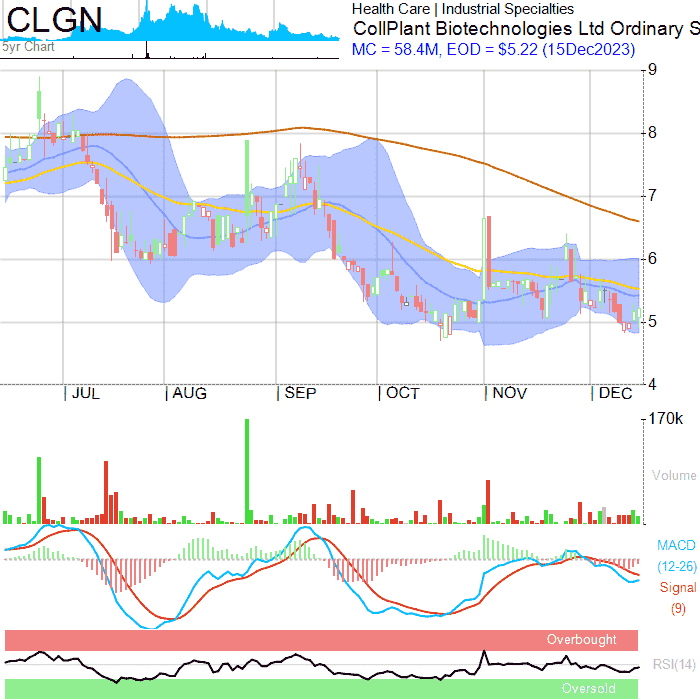 CLGN
Health Care | Industrial Specialties
CollPlant Biotechnologies Ltd Ordinary S
MC = 58.4M, EOD = $5.22 (15Dec2023)
5yr Chart
9
8
7
6
5
4
JUL AUG SEP OCT NOV DEC
170k
Volume
MACD
(12-26)
Signal
(9)
Overbought
RSI(14)
Oversold